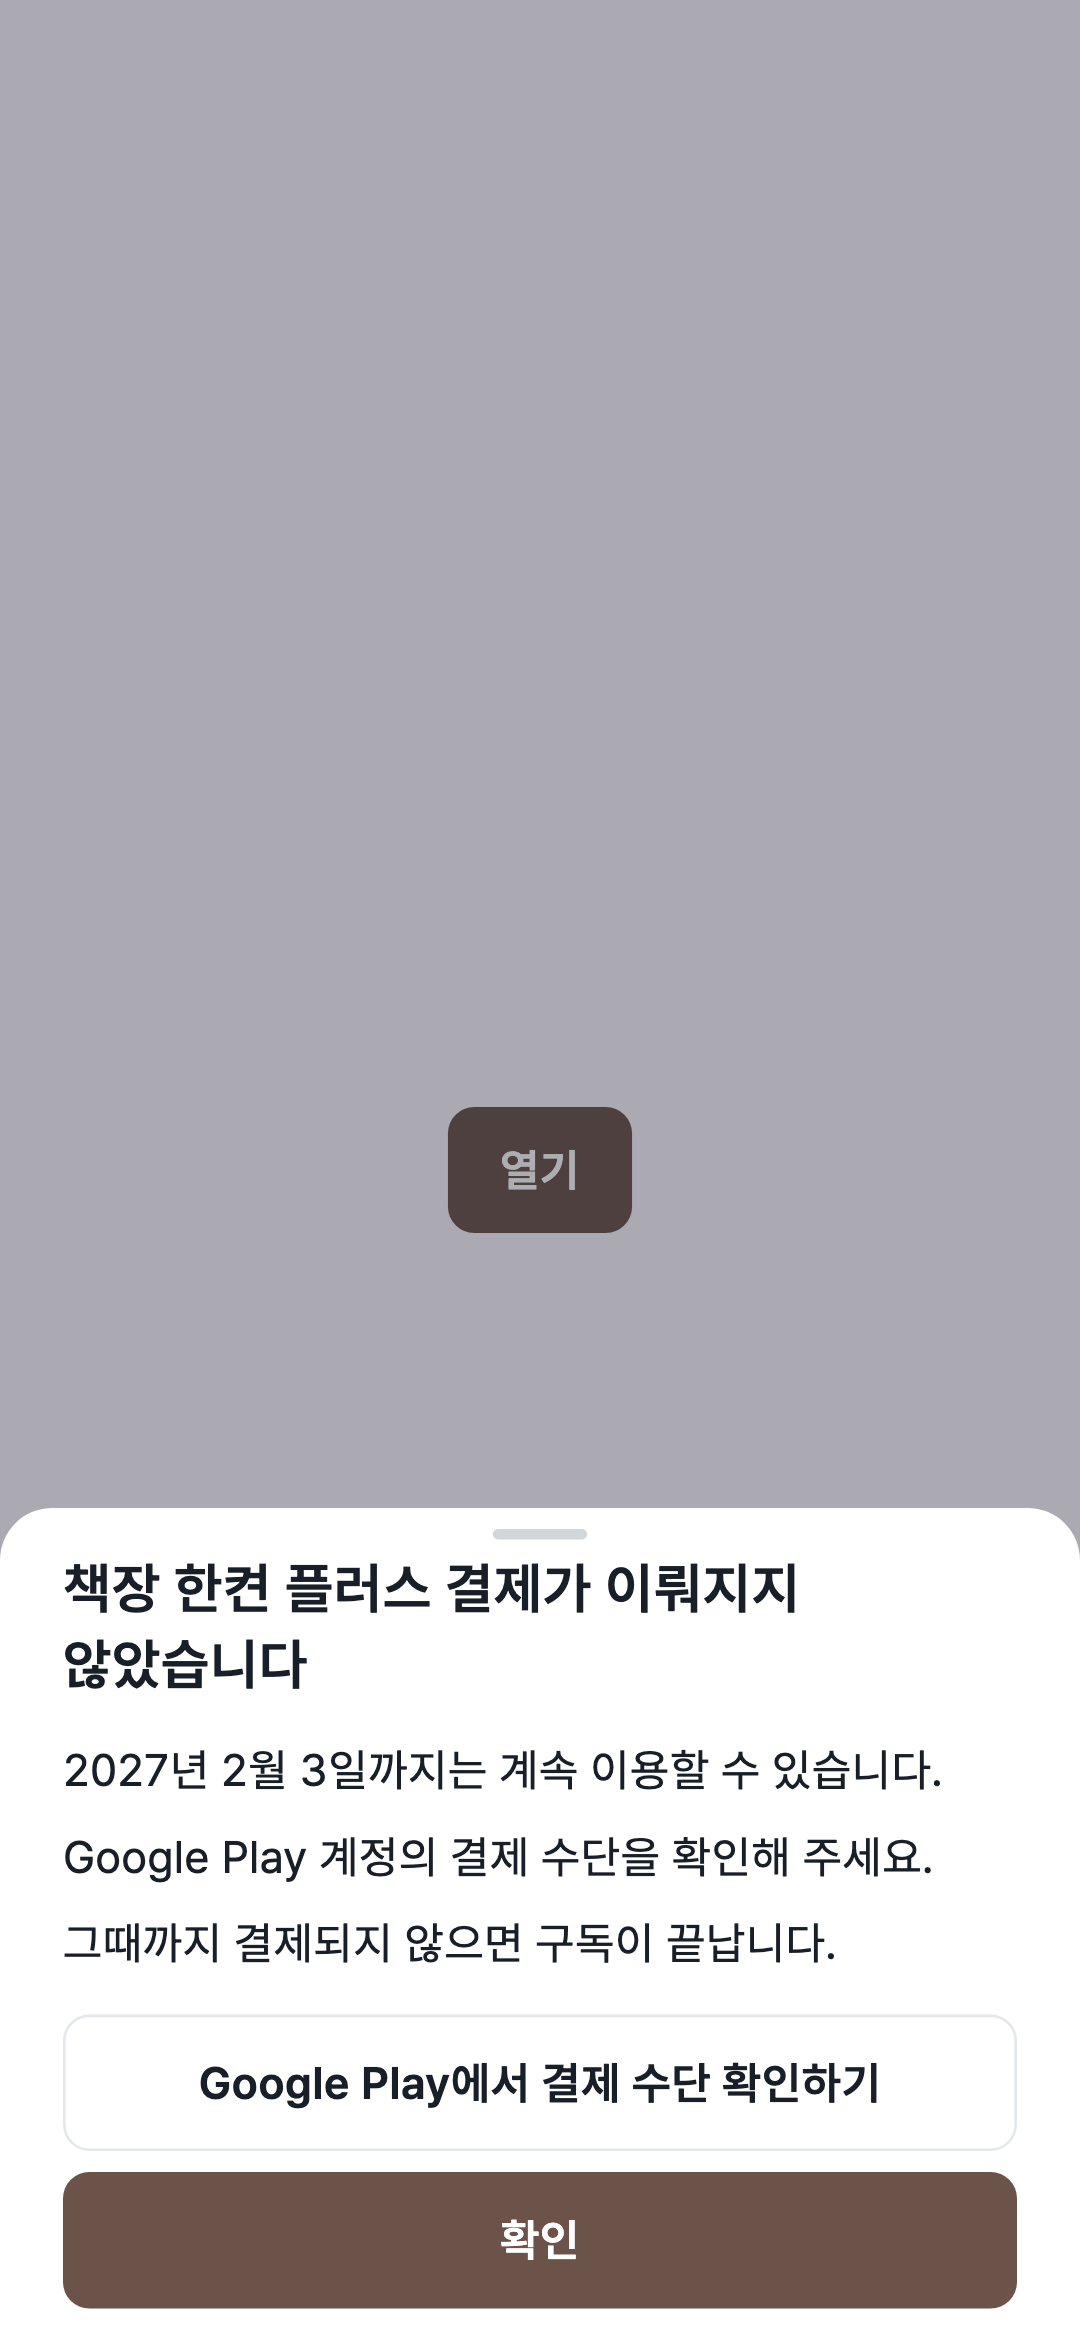 열기
책장 한켠 플러스 결제가 이뤄지지
않았습니다
2027년 2월 3일까지는 계속 이용할 수 있습니다.
Google Play 계정의 결제 수단을 확인해 주세요.
그때까지 결제되지 않으면 구독이 끝납니다.
Google Play에서 결제 수단 확인하기
확인